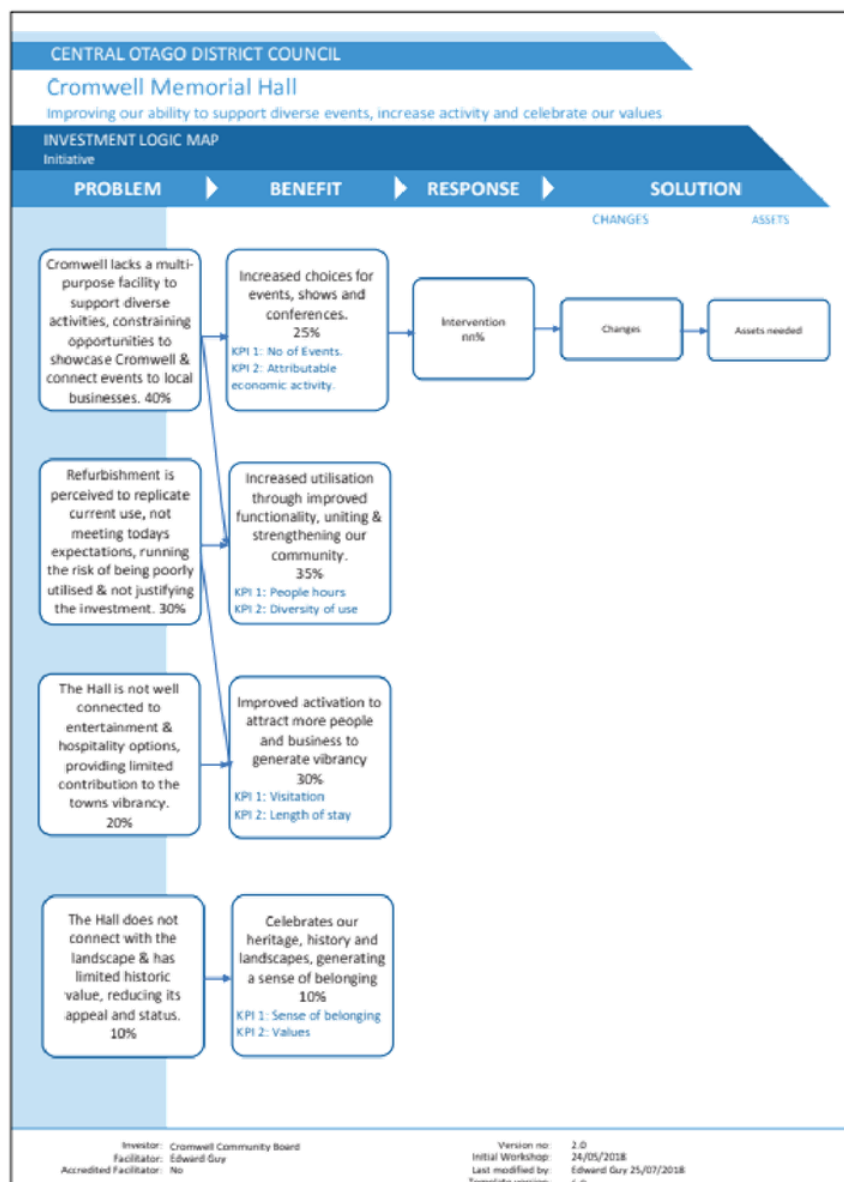 CENTRAL OTAGO DISTRICT COUNCIL
Cromwell Memorial Hall
Improving our ability to support diverse events, increase activity and celebrate our values
INVESTMENT LOGIC MAP
Initiative
PROBLEM
BENEFIT
RESPONSE
SOLUTION
CHANGES
ASSETS
Cromwell lacks a multi-
purpose facility to
support diverse
activities, constraining
opportunities to
showcase Cromwell &
connect events to local
businesses. 40%
Increased choices for
events, shows and
conferences.
25%
KPI 1: No of Events.
KPI 2: Attributable
economic activity.
Intervention
nn%
Changes
Assets needed
Refurbishment is
perceived to replicate
current use, not
meeting todays
expectations, running
the risk of being poorly
utilised & not justifying
the investment. 30%
Increased utilisation
through improved
functionality, uniting &
strengthening our
community.
35%
KPI 1: People hours
KPI 2: Diversity of use
The Hall is not well
connected to
entertainment &
hospitality options,
providing limited
contribution to the
towns vibrancy.
20%
Improved activation to
attract more people
and business to
generate vibrancy
30%
KPI 1: Visitation
KPI 2: Length of stay
The Hall does not
connect with the
landscape & has
limited historic
value, reducing its
appeal and status.
10%
Celebrates our
heritage, history and
landscapes, generating
a sense of belonging
10%
KPI 1: Sense of belonging
KPI 2: Values
Investor: Cromwell Community Board
Facilitator: Edward Guy
Accredited Facilitator: No
Version no: 2.0
Initial Workshop: 24/05/2018
Last modified by: Edward Guy 25/07/2018
Template version: